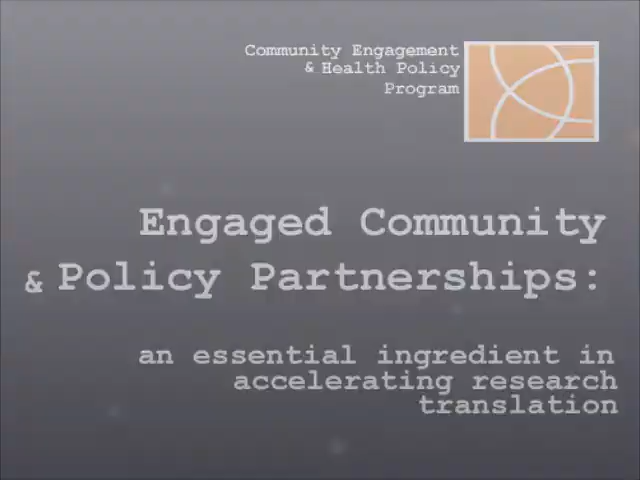 Community Engagement
& Health Policy
Program
Engaged Community
& Policy Partnerships:
an essential ingredient in
accelerating research
translation